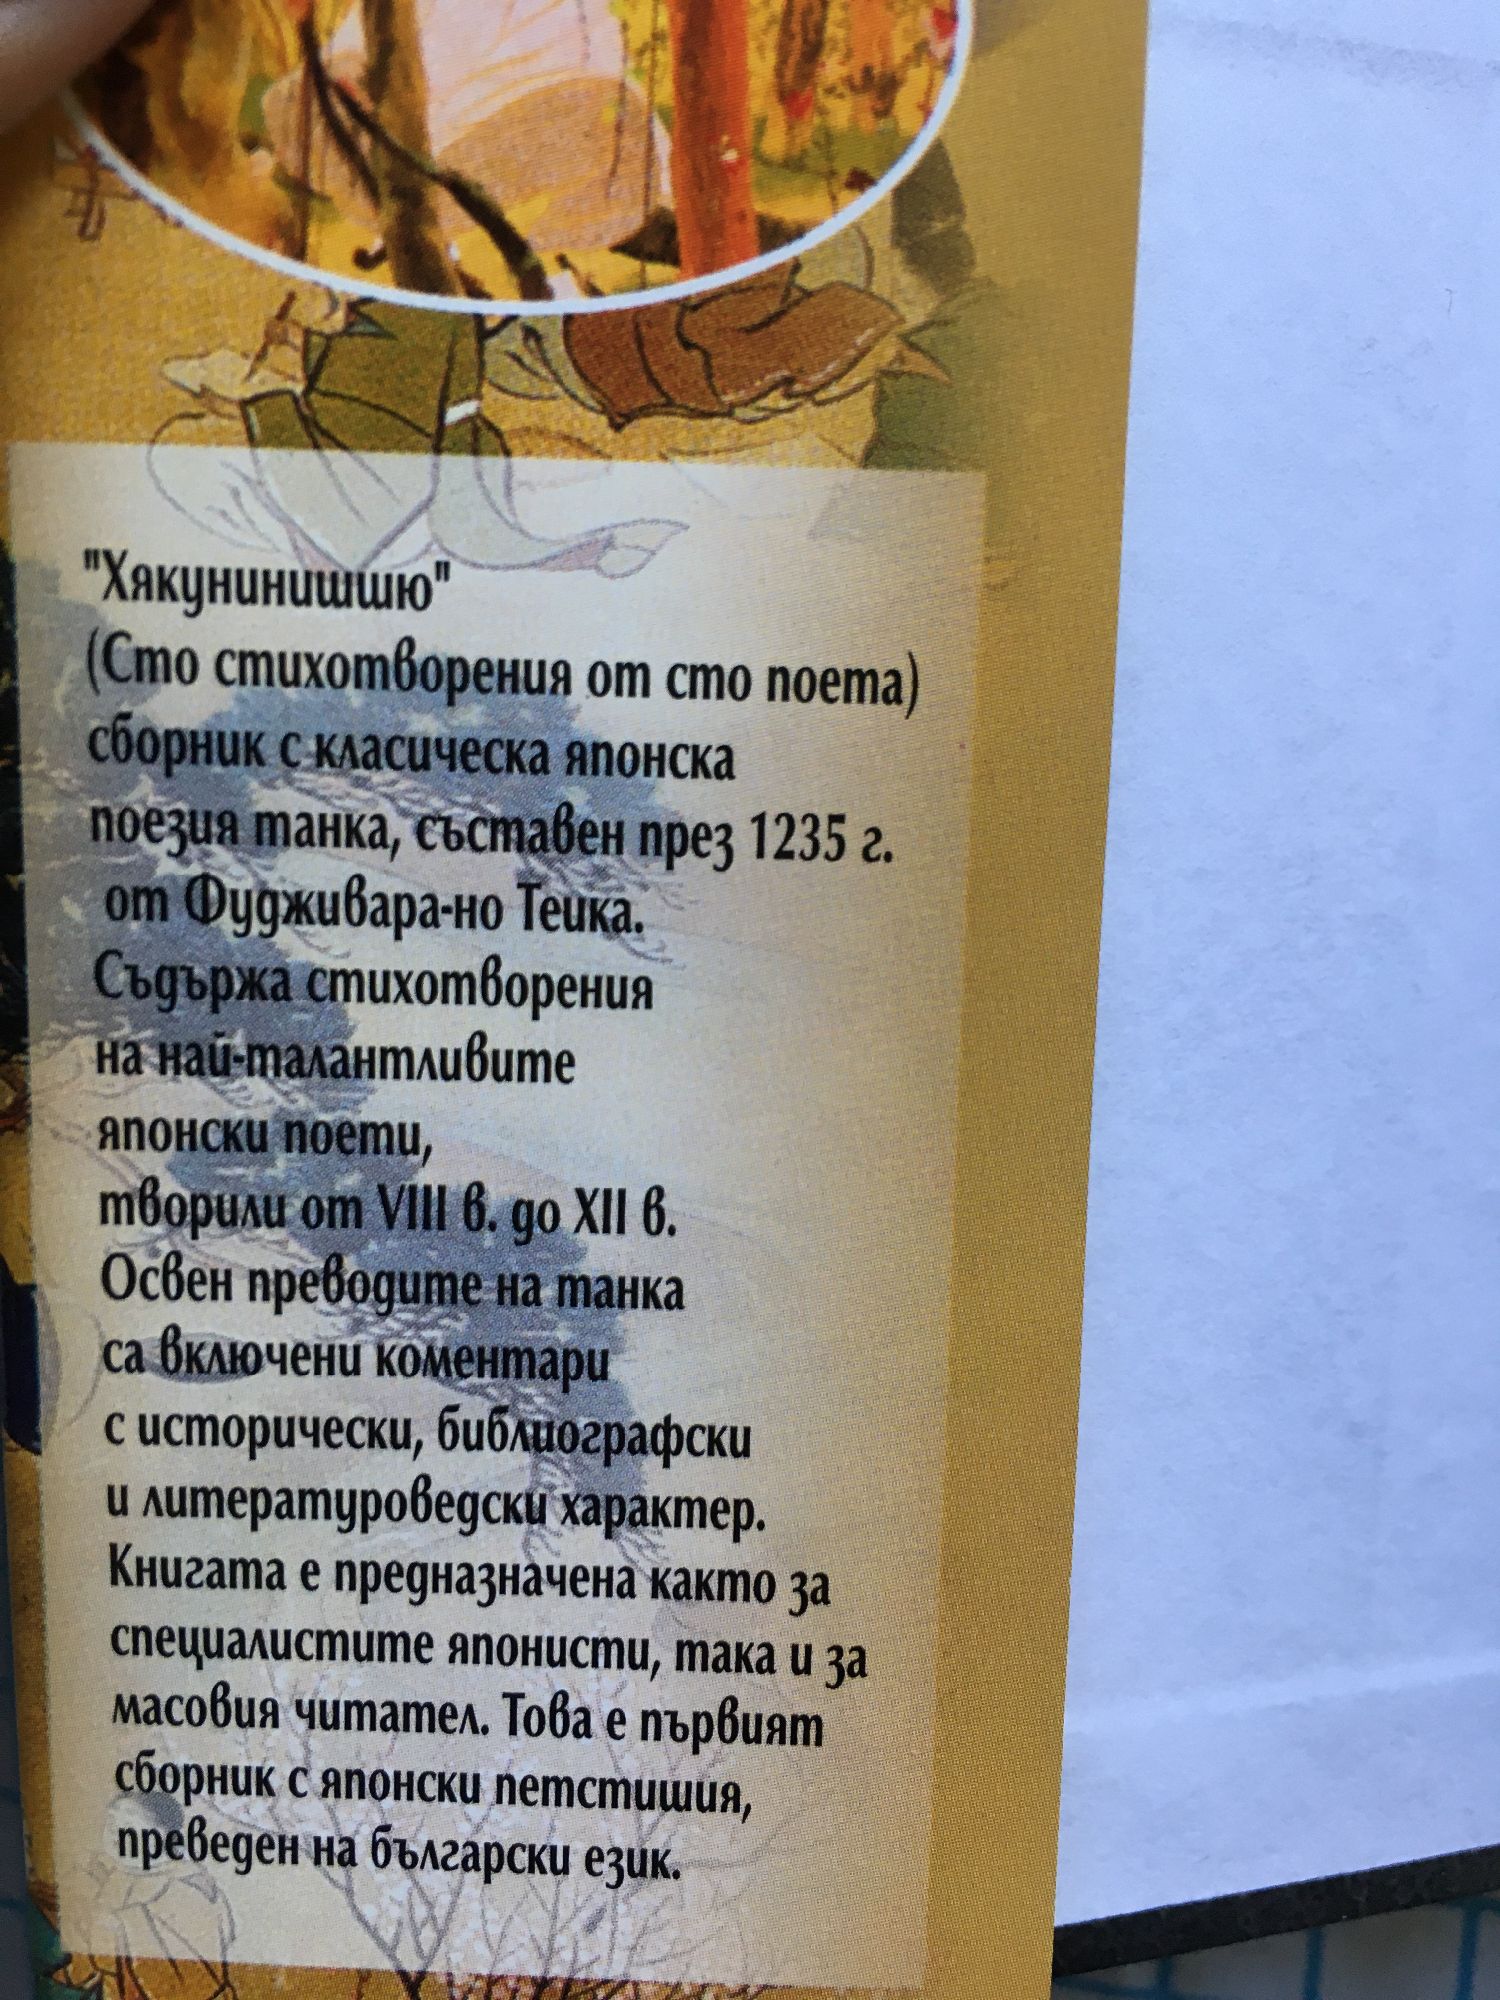 "Хякунинишшю"
(Сто стихотворения от сто поета)
сборник с класическа японска
поезия танка, съставен през 1235 г.
от Фудживара-но Теика.
Съдържа стихотворения
на най-талантливите
японски поети,
творили от VIII в. до XII в.
Освен преводите на танка
са включени коментари
с исторически, библиографски
и литературоведски характер.
Книгата е предназначена както за
специалистите японисти, така и за
масовия читател. Това е първият
сборник с японски петстишия,
преведен на български език.